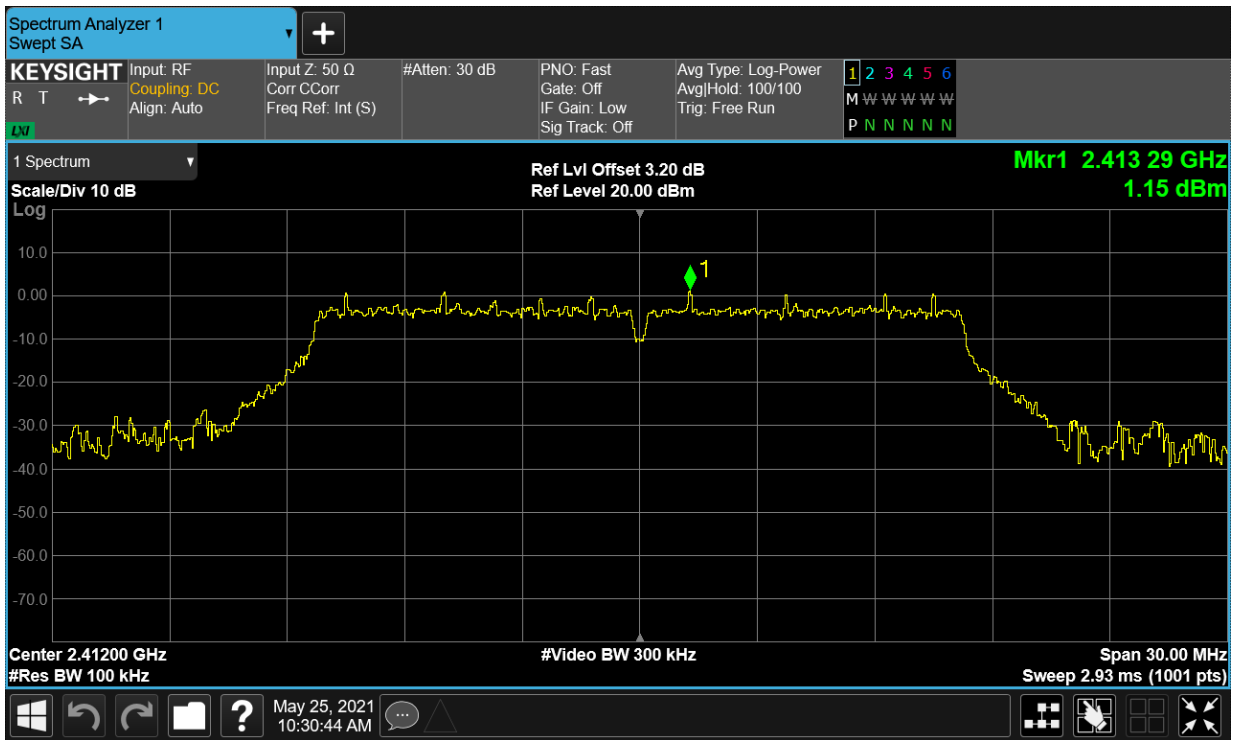 Spectrum Analyzer 1
Swept SA
KEYSIGHT
R T
LXI
Input: RF
Coupling: DC
Align: Auto
Input Z: 50 Ω
Corr CCorr
Freq Ref: Int (S)
#Atten: 30 dB
PNO: Fast
Gate: Off
IF Gain: Low
Sig Track: Off
Avg Type: Log-Power
Avg|Hold: 100/100
Trig: Free Run
1 2 3 4 5 6
M W W W W W
P N N N N N
1 Spectrum
Scale/Div 10 dB
Log
Ref Lvl Offset 3.20 dB
Ref Level 20.00 dBm
Mkr1 2.413 29 GHz
1.15 dBm
1
10.0
0.00
-10.0
-20.0
-30.0
-40.0
-50.0
-60.0
-70.0
Center 2.41200 GHz
#Res BW 100 kHz
#Video BW 300 kHz
Span 30.00 MHz
Sweep 2.93 ms (1001 pts)
?
May 25, 2021
10:30:44 AM